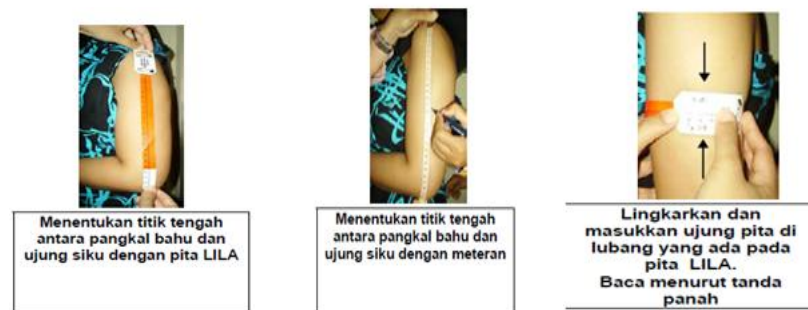 Menentukan titik tengah
antara pangkal bahu dan
ujung siku dengan pita LILA
Menentukan titik tengah
antara pangkal bahu dan
ujung siku dengan meteran
Lingkarkan dan
masukkan ujung pita di
lubang yang ada pada
pita LILA.
Baca menurut tanda
panah